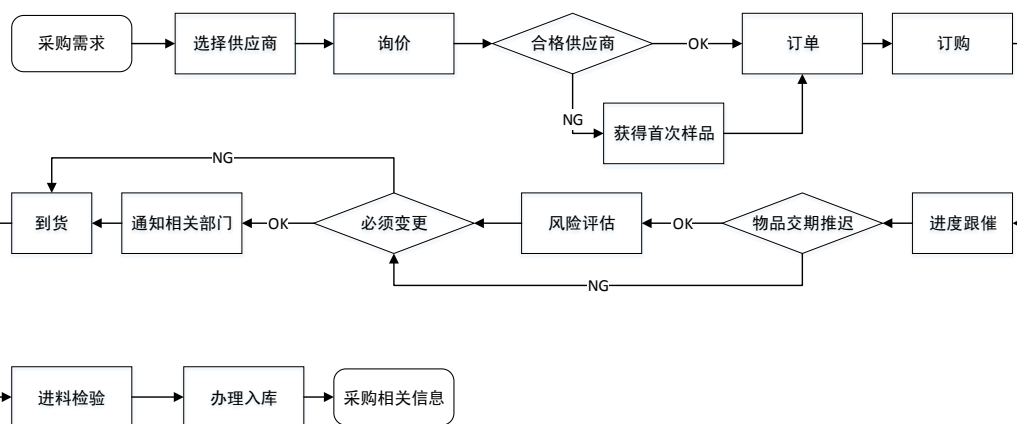 采购需求
选择供应商
询价
合格供应商
OK
订单
订购
NG
获得首次样品
NG
到货
通知相关部门
OK
必须变更
风险评估
OK
物品交期推迟
进度跟催
NG
进料检验
办理入库
采购相关信息